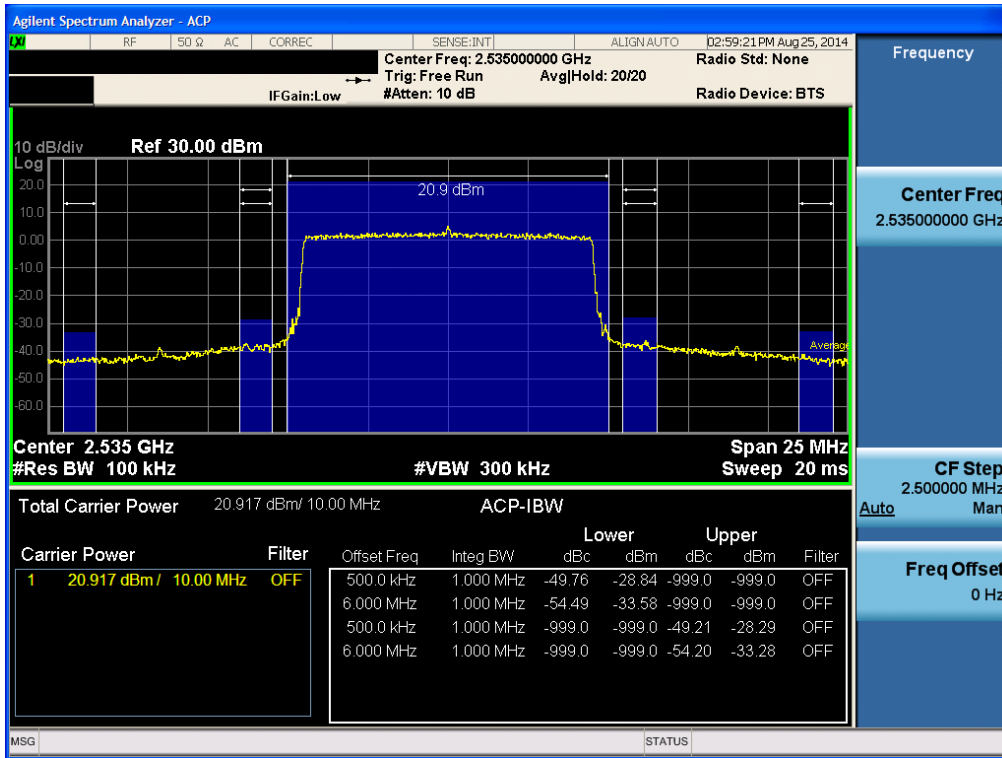 Agilent Spectrum Analyzer - ACP
LXI RF 50 Ω AC CORREC SENSE:INT ALIGN AUTO 02:59:21 PM Aug 25, 2014
Center Freq: 2.535000000 GHz Radio Std: None
Trig: Free Run Avg|Hold: 20/20
IFGain:Low #Atten: 10 dB Radio Device: BTS
10 dB/div Ref 30.00 dBm
Log
20.0
10.0
0.00
-10.0
-20.0
-30.0
-40.0
-50.0
-60.0
20.9 dBm
Average
Center 2.535 GHz Span 25 MHz
#Res BW 100 kHz #VBW 300 kHz Sweep 20 ms
Total Carrier Power 20.917 dBm/ 10.00 MHz ACP-IBW
Lower Upper
Carrier Power Filter Offset Freq Integ BW dBc dBm dBc dBm Filter
1 20.917 dBm / 10.00 MHz OFF 500.0 kHz 1.000 MHz -49.76 -28.84 -999.0 -999.0 OFF
6.000 MHz 1.000 MHz -54.49 -33.58 -999.0 -999.0 OFF
500.0 kHz 1.000 MHz -999.0 -999.0 -49.21 -28.29 OFF
6.000 MHz 1.000 MHz -999.0 -999.0 -54.20 -33.28 OFF
MSG STATUS
Frequency
Center Freq
2.535000000 GHz
CF Step
2.500000 MHz
Auto Man
Freq Offset
0 Hz